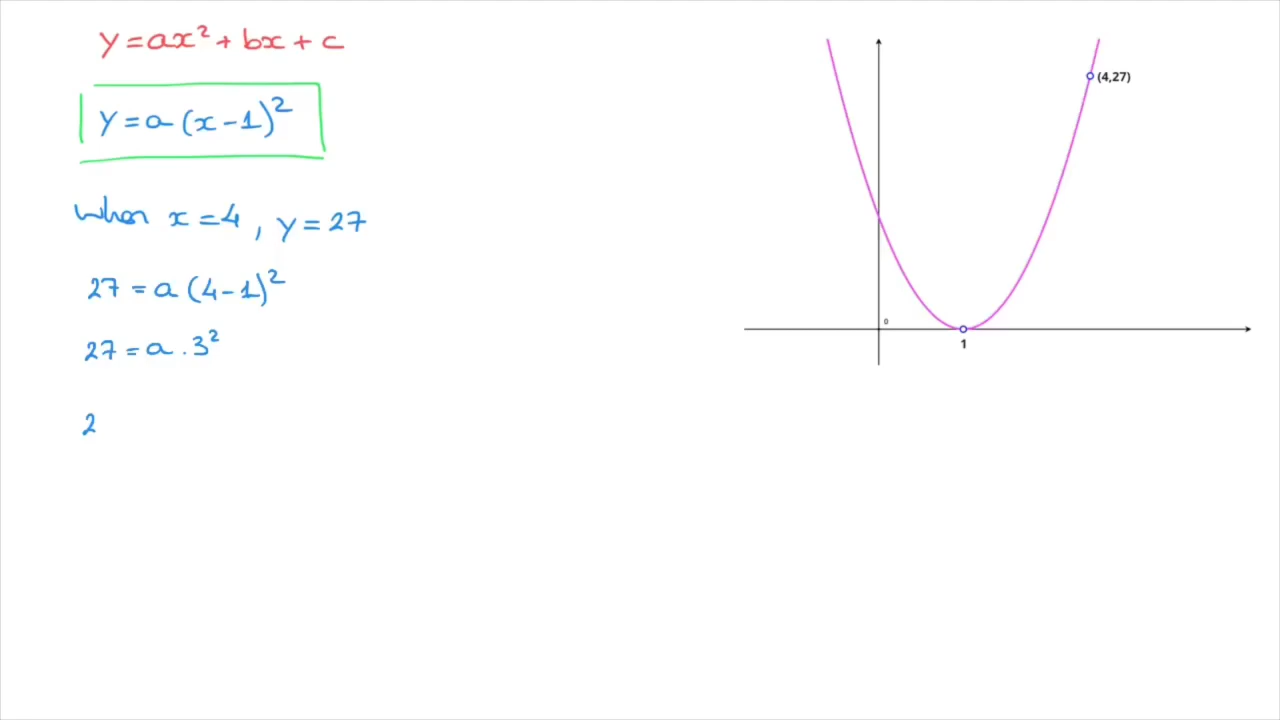 y = ax² + bx + c
y = a(x-1)²
when x = 4, y = 27
27 = a(4-1)²
27 = a . 3²
2
(4,27)
0
1